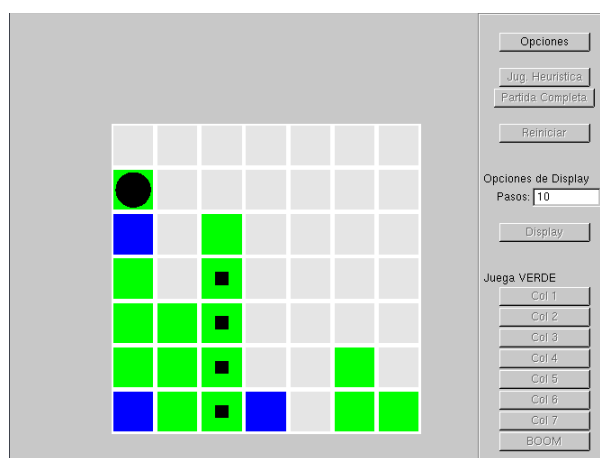 Opciones
Jug. Heuristica
Partida Completa
Reiniciar
Opciones de Display
Pasos: 10
Display
Juega VERDE
Col 1
Col 2
Col 3
Col 4
Col 5
Col 6
Col 7
BOOM